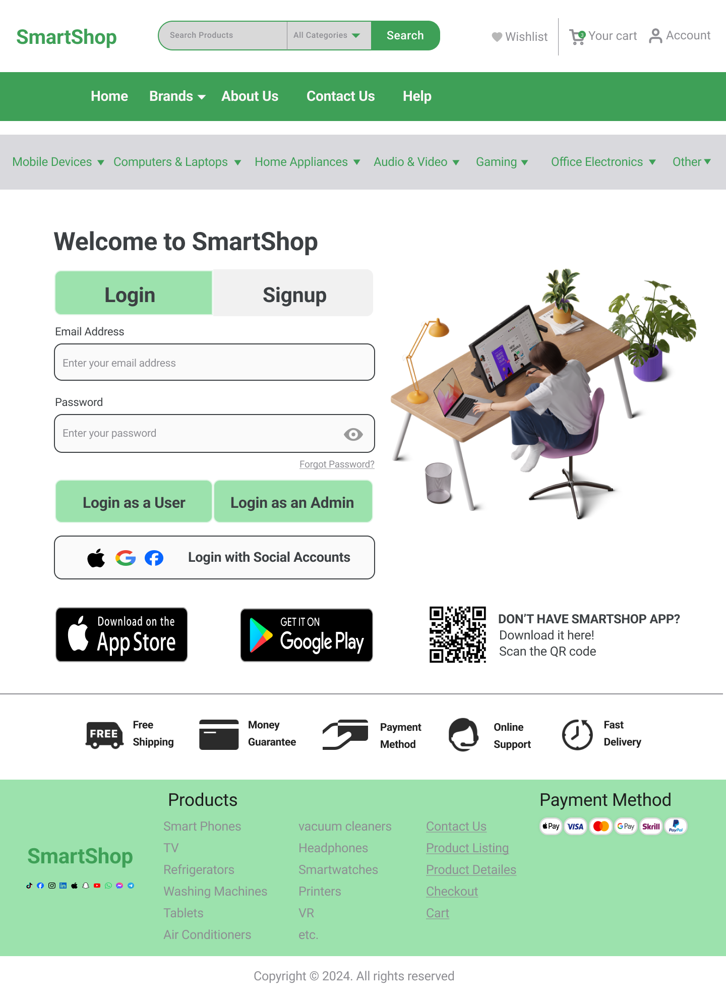 SmartShop
Search Products
All Categories
Search
Wishlist
3
Your cart
Account
Home
Brands
About Us
Contact Us
Help
Mobile Devices
Computers & Laptops
Home Appliances
Audio & Video
Gaming
Office Electronics
Other
Welcome to SmartShop
Login
Signup
Email Address
Enter your email address
Password
Enter your password
Forgot Password?
Login as a User
Login as an Admin
Login with Social Accounts
Download on the
App Store
GET IT ON
Google Play
DON’T HAVE SMARTSHOP APP?
Download it here!
Scan the QR code
FREE
Free
Shipping
Money
Guarantee
Payment
Method
Online
Support
Fast
Delivery
SmartShop
Products
Smart Phones
TV
Refrigerators
Washing Machines
Tablets
Air Conditioners
vacuum cleaners
Headphones
Smartwatches
Printers
VR
etc.
Contact Us
Product Listing
Product Detailes
Checkout
Cart
Payment Method
Pay
VISA
G Pay
Skrill
PayPal
Copyright © 2024. All rights reserved